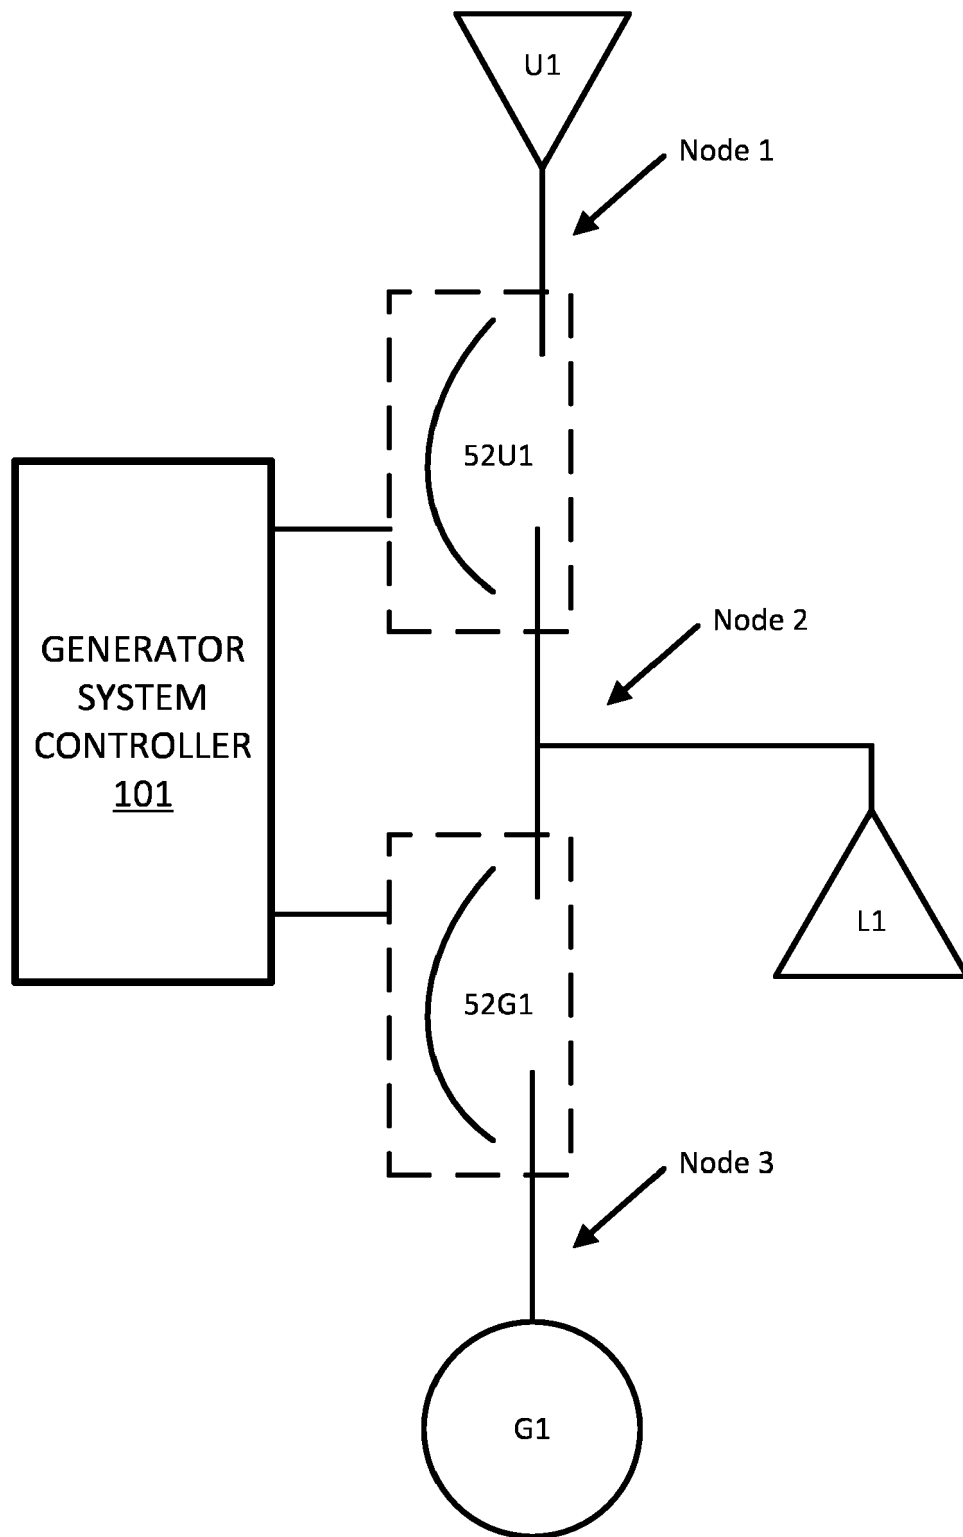 U1
Node 1
52U1
Node 2
GENERATOR
SYSTEM
CONTROLLER
101
L1
52G1
Node 3
G1